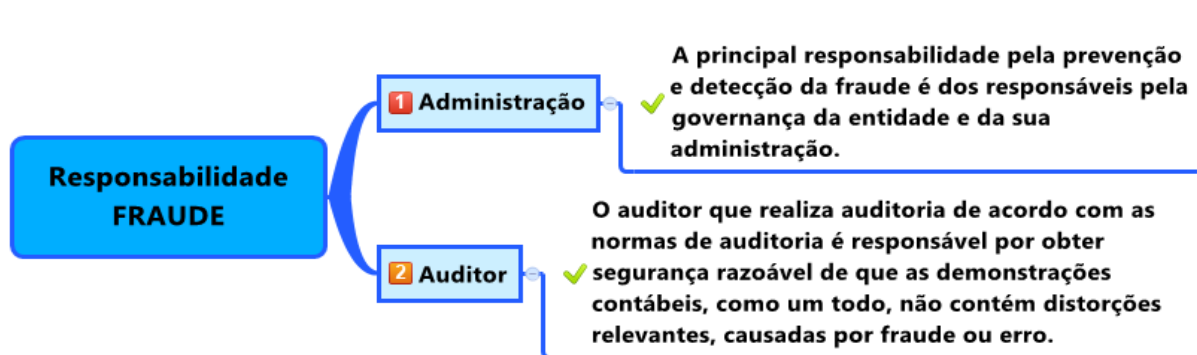 Responsabilidade
FRAUDE
1 Administração
A principal responsabilidade pela prevenção
e detecção da fraude é dos responsáveis pela
governança da entidade e da sua
administração.
2 Auditor
O auditor que realiza auditoria de acordo com as
normas de auditoria é responsável por obter
segurança razoável de que as demonstrações
contábeis, como um todo, não contém distorções
relevantes, causadas por fraude ou erro.